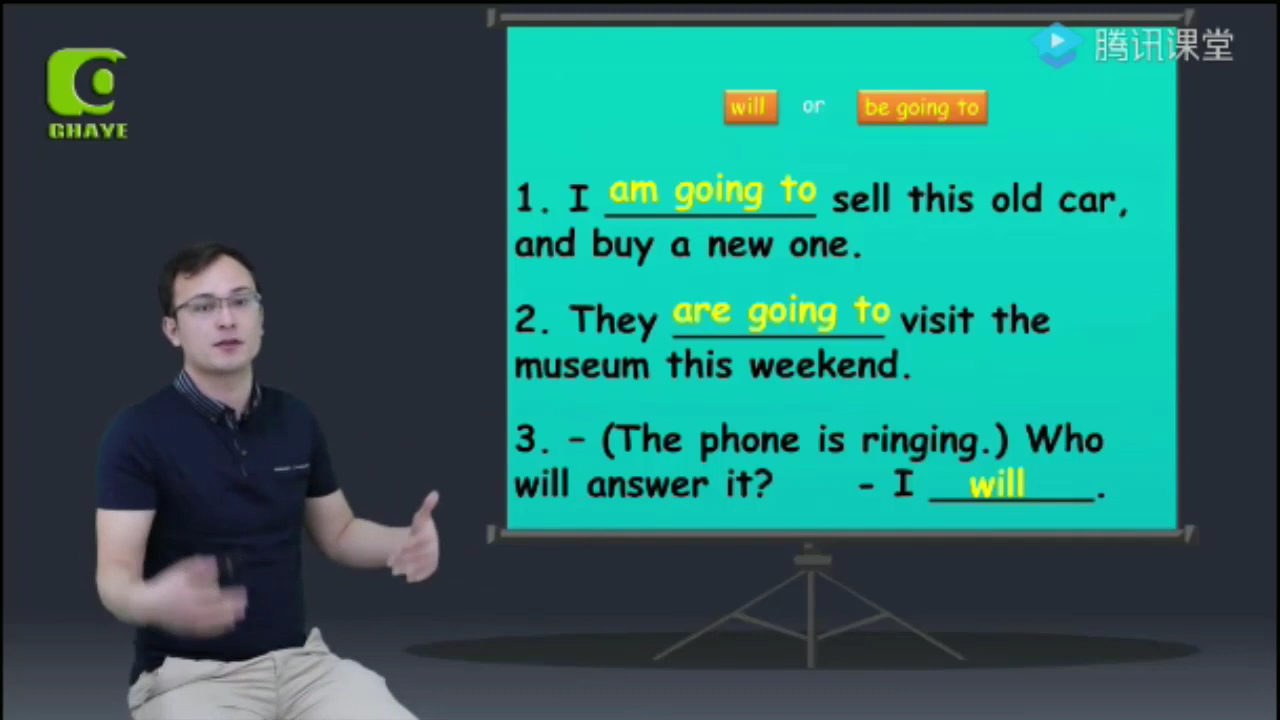 GHAYE
腾讯课堂
will or be going to
1. I am going to sell this old car,
and buy a new one.
2. They are going to visit the
museum this weekend.
3. - (The phone is ringing.) Who
will answer it? - I will.